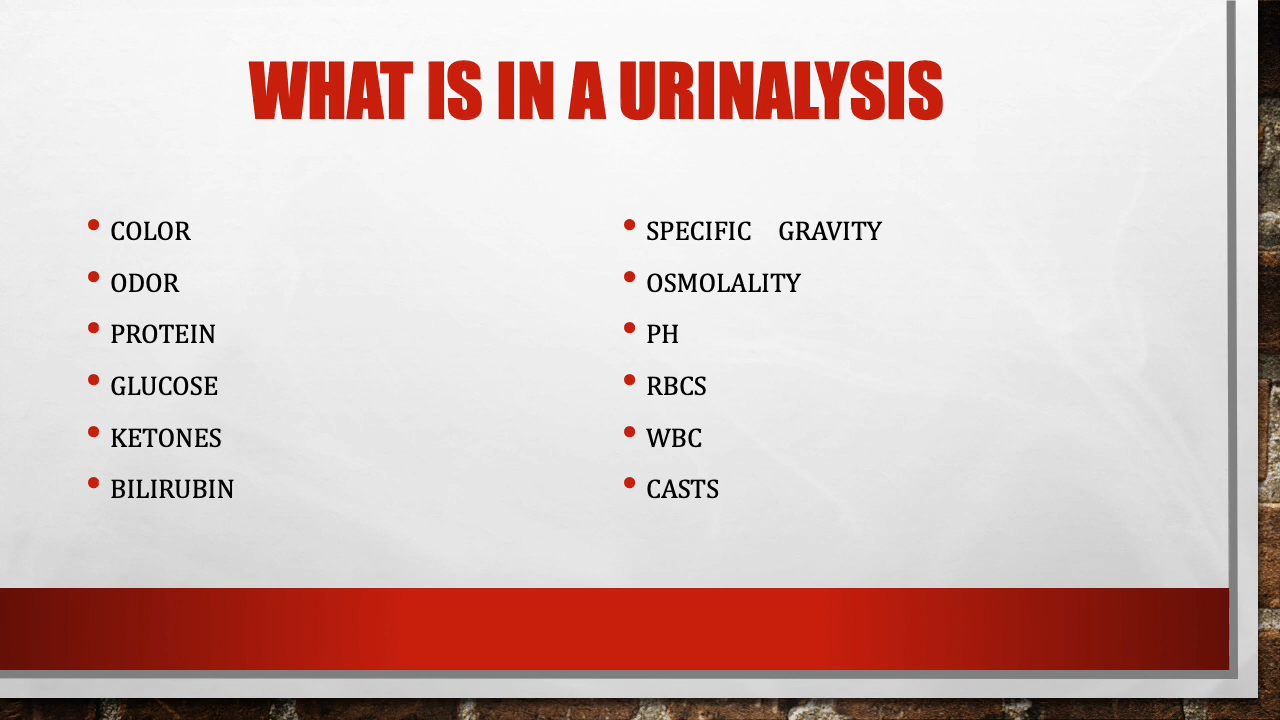 WHAT IS IN A URINALYSIS
• COLOR
• ODOR
• PROTEIN
• GLUCOSE
• KETONES
• BILIRUBIN
• SPECIFIC GRAVITY
• OSMOLALITY
• PH
• RBCS
• WBC
• CASTS